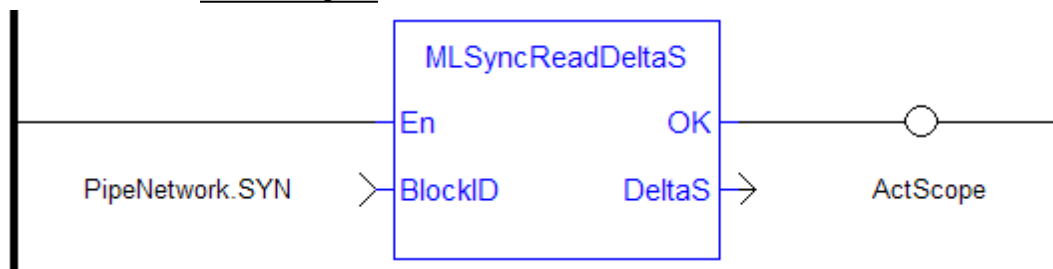 MLSyncReadDeltaS
En OK
PipeNetwork.SYN BlockID DeltaS ActScope